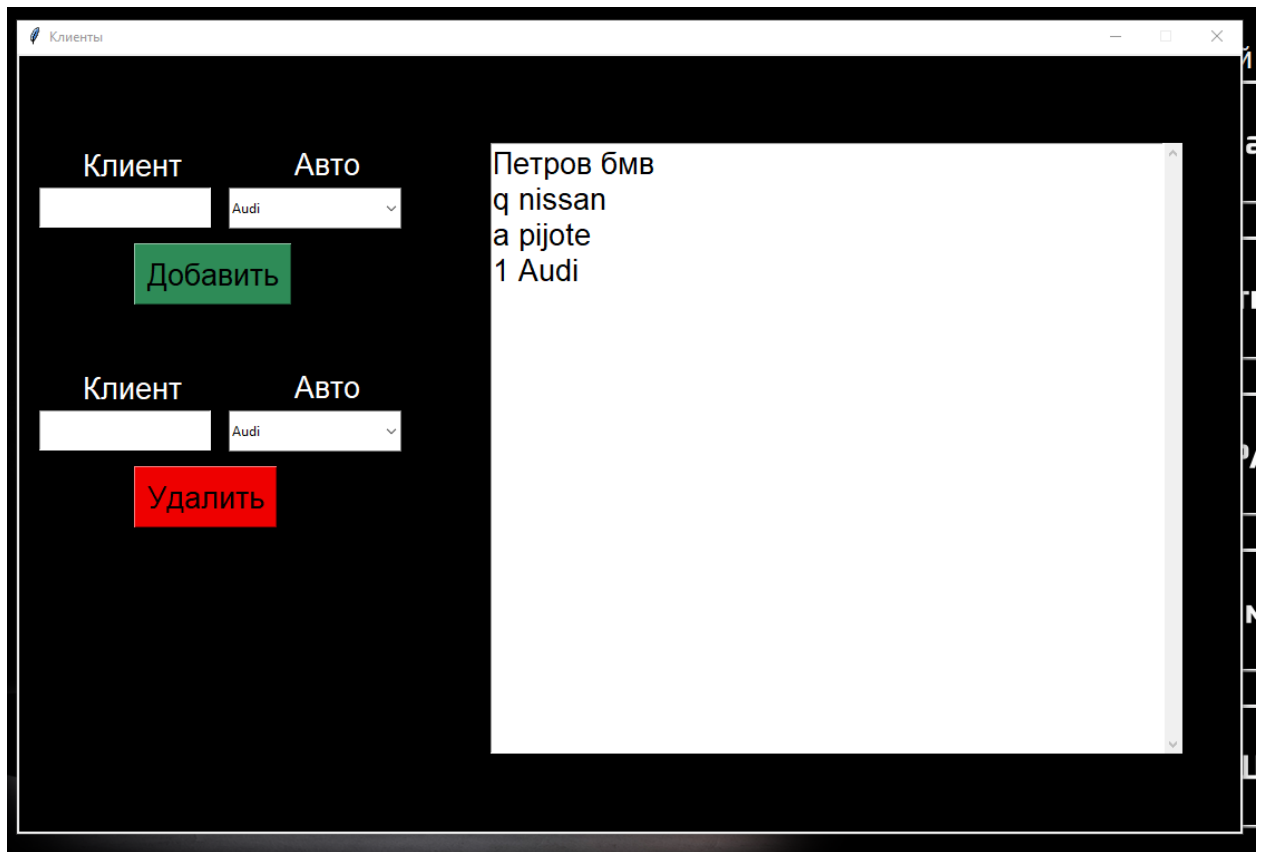 Клиенты
Клиент Авто
Audi
Добавить
Клиент Авто
Audi
Удалить
Петров бмв
q nissan
a pijote
1 Audi